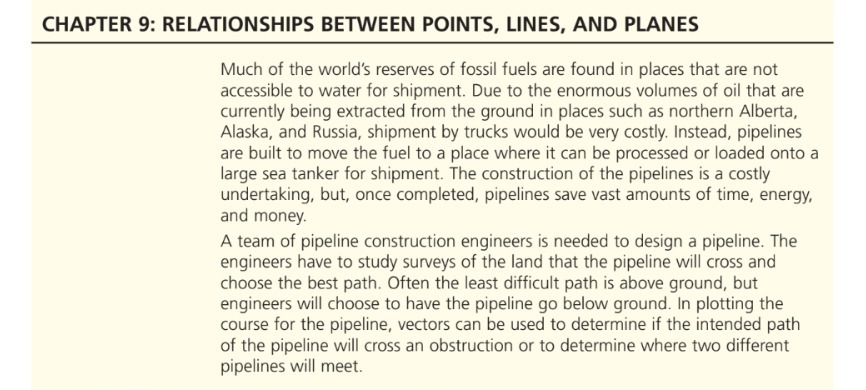 CHAPTER 9: RELATIONSHIPS BETWEEN POINTS, LINES, AND PLANES
Much of the world's reserves of fossil fuels are found in places that are not
accessible to water for shipment. Due to the enormous volumes of oil that are
currently being extracted from the ground in places such as northern Alberta,
Alaska, and Russia, shipment by trucks would be very costly. Instead, pipelines
are built to move the fuel to a place where it can be processed or loaded onto a
large sea tanker for shipment. The construction of the pipelines is a costly
undertaking, but, once completed, pipelines save vast amounts of time, energy,
and money.
A team of pipeline construction engineers is needed to design a pipeline. The
engineers have to study surveys of the land that the pipeline will cross and
choose the best path. Often the least difficult path is above ground, but
engineers will choose to have the pipeline go below ground. In plotting the
course for the pipeline, vectors can be used to determine if the intended path
of the pipeline will cross an obstruction or to determine where two different
pipelines will meet.